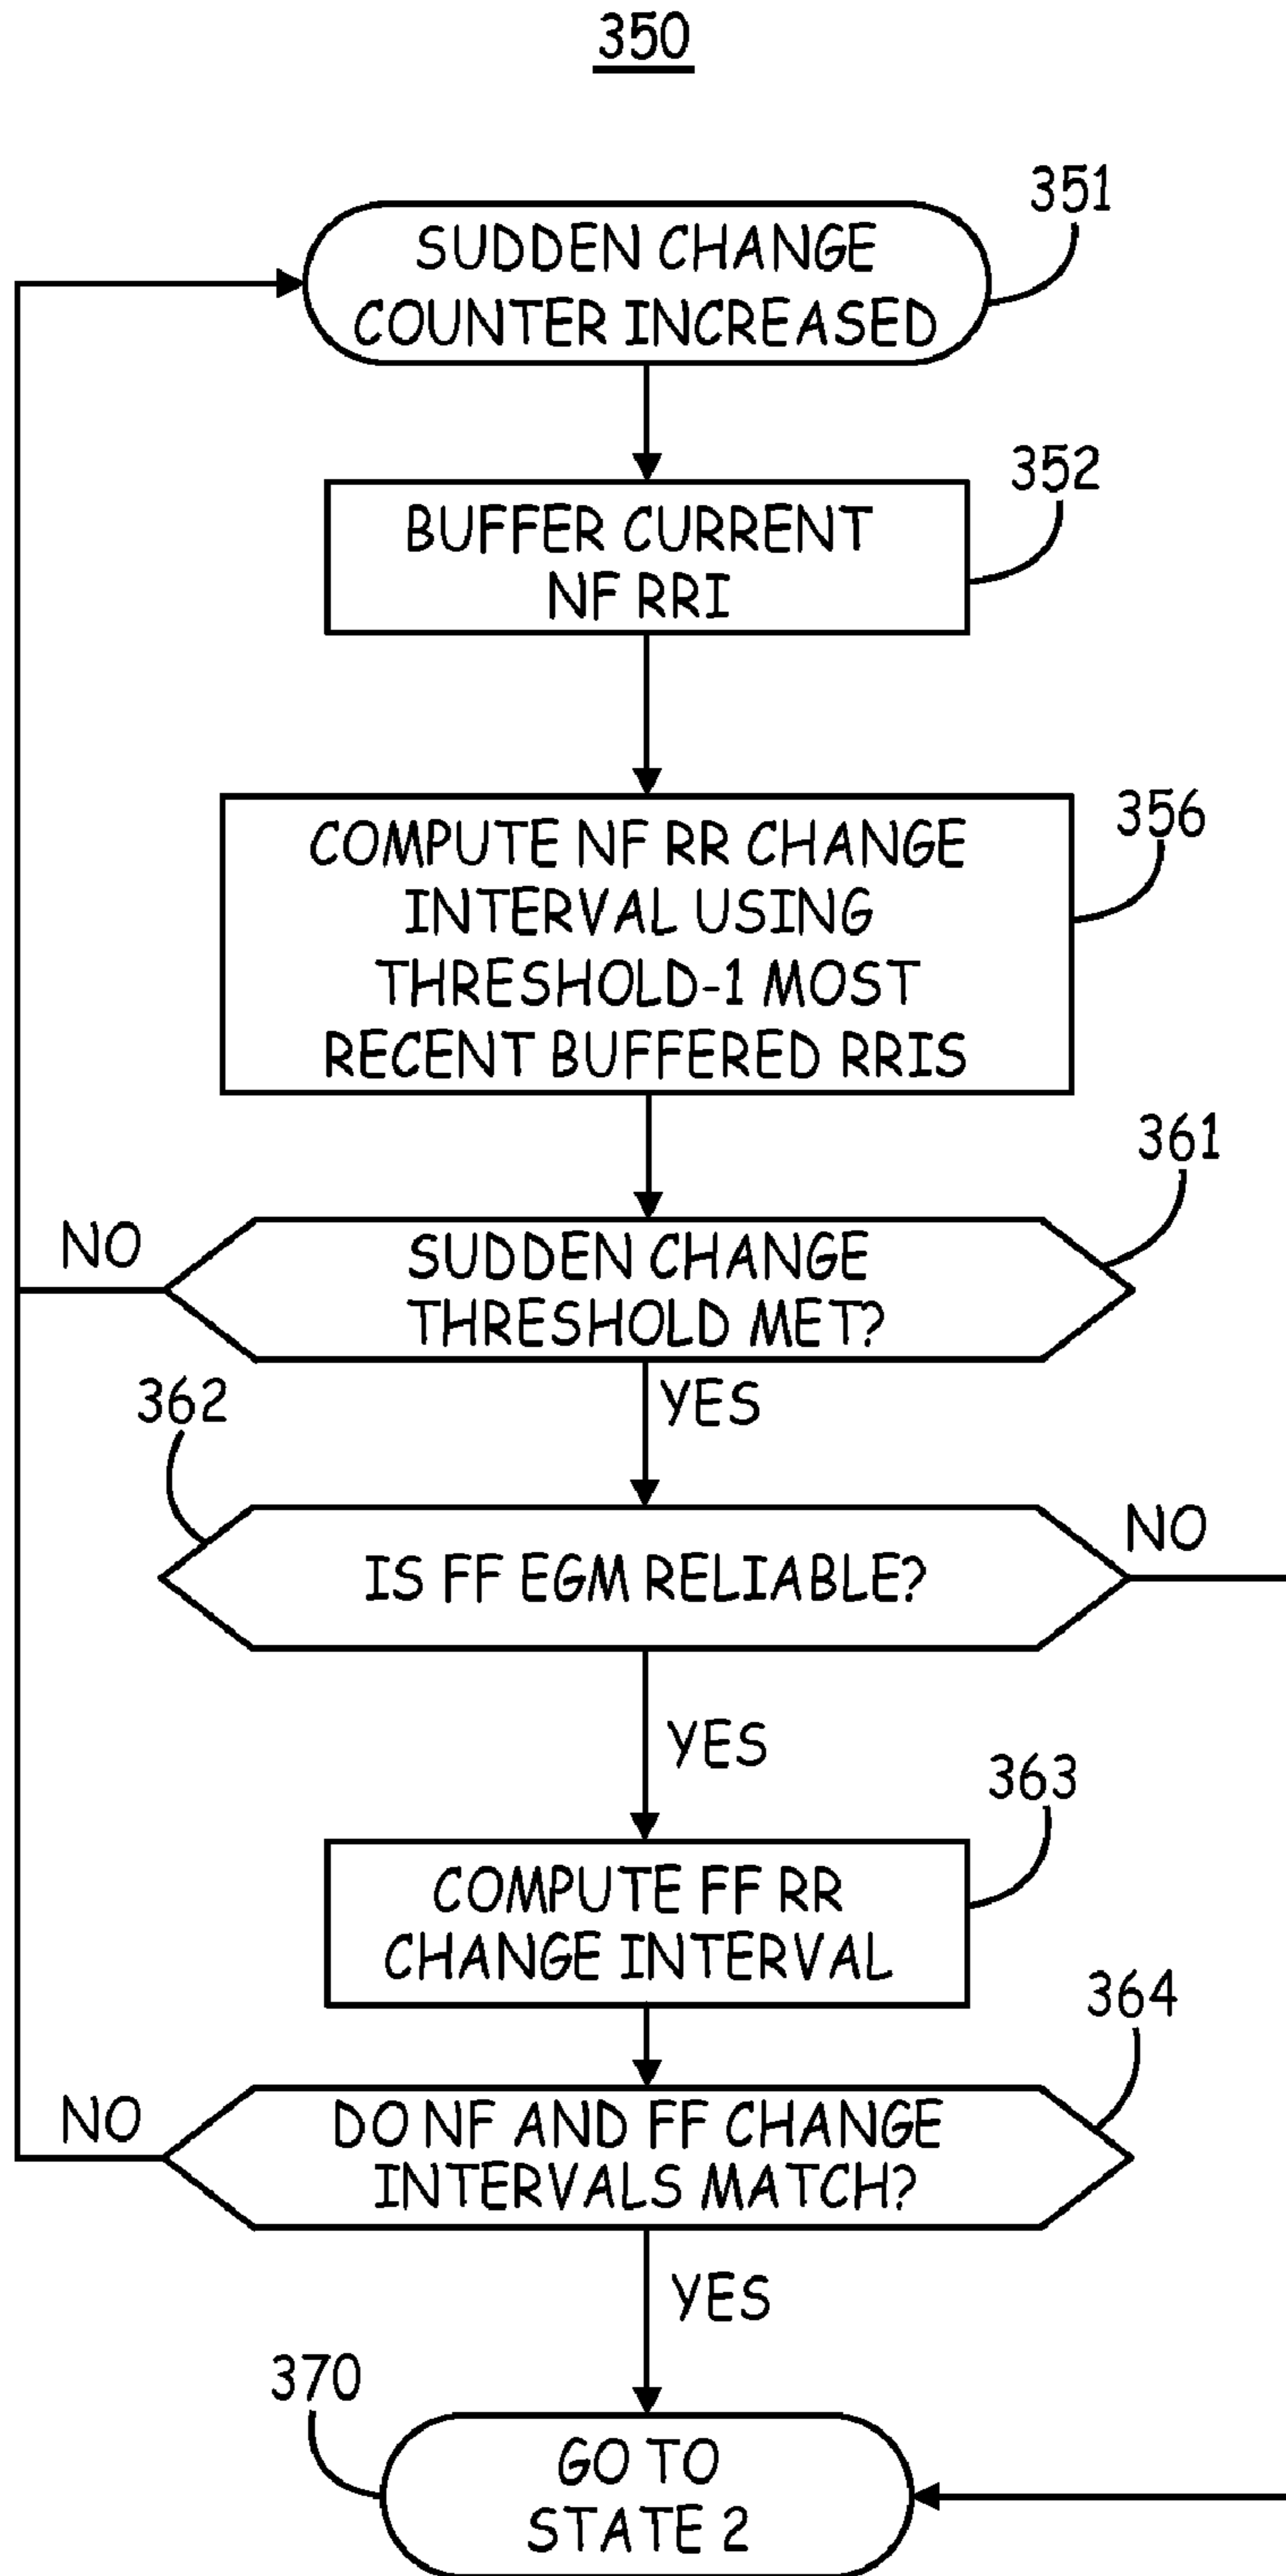 350
351
SUDDEN CHANGE
COUNTER INCREASED
352
BUFFER CURRENT
NF RRI
356
COMPUTE NF RR CHANGE
INTERVAL USING
THRESHOLD-1 MOST
RECENT BUFFERED RRIS
361
NO
SUDDEN CHANGE
THRESHOLD MET?
YES
362
NO
IS FF EGM RELIABLE?
YES
363
COMPUTE FF RR
CHANGE INTERVAL
364
NO
DO NF AND FF CHANGE
INTERVALS MATCH?
YES
370
GO TO
STATE 2